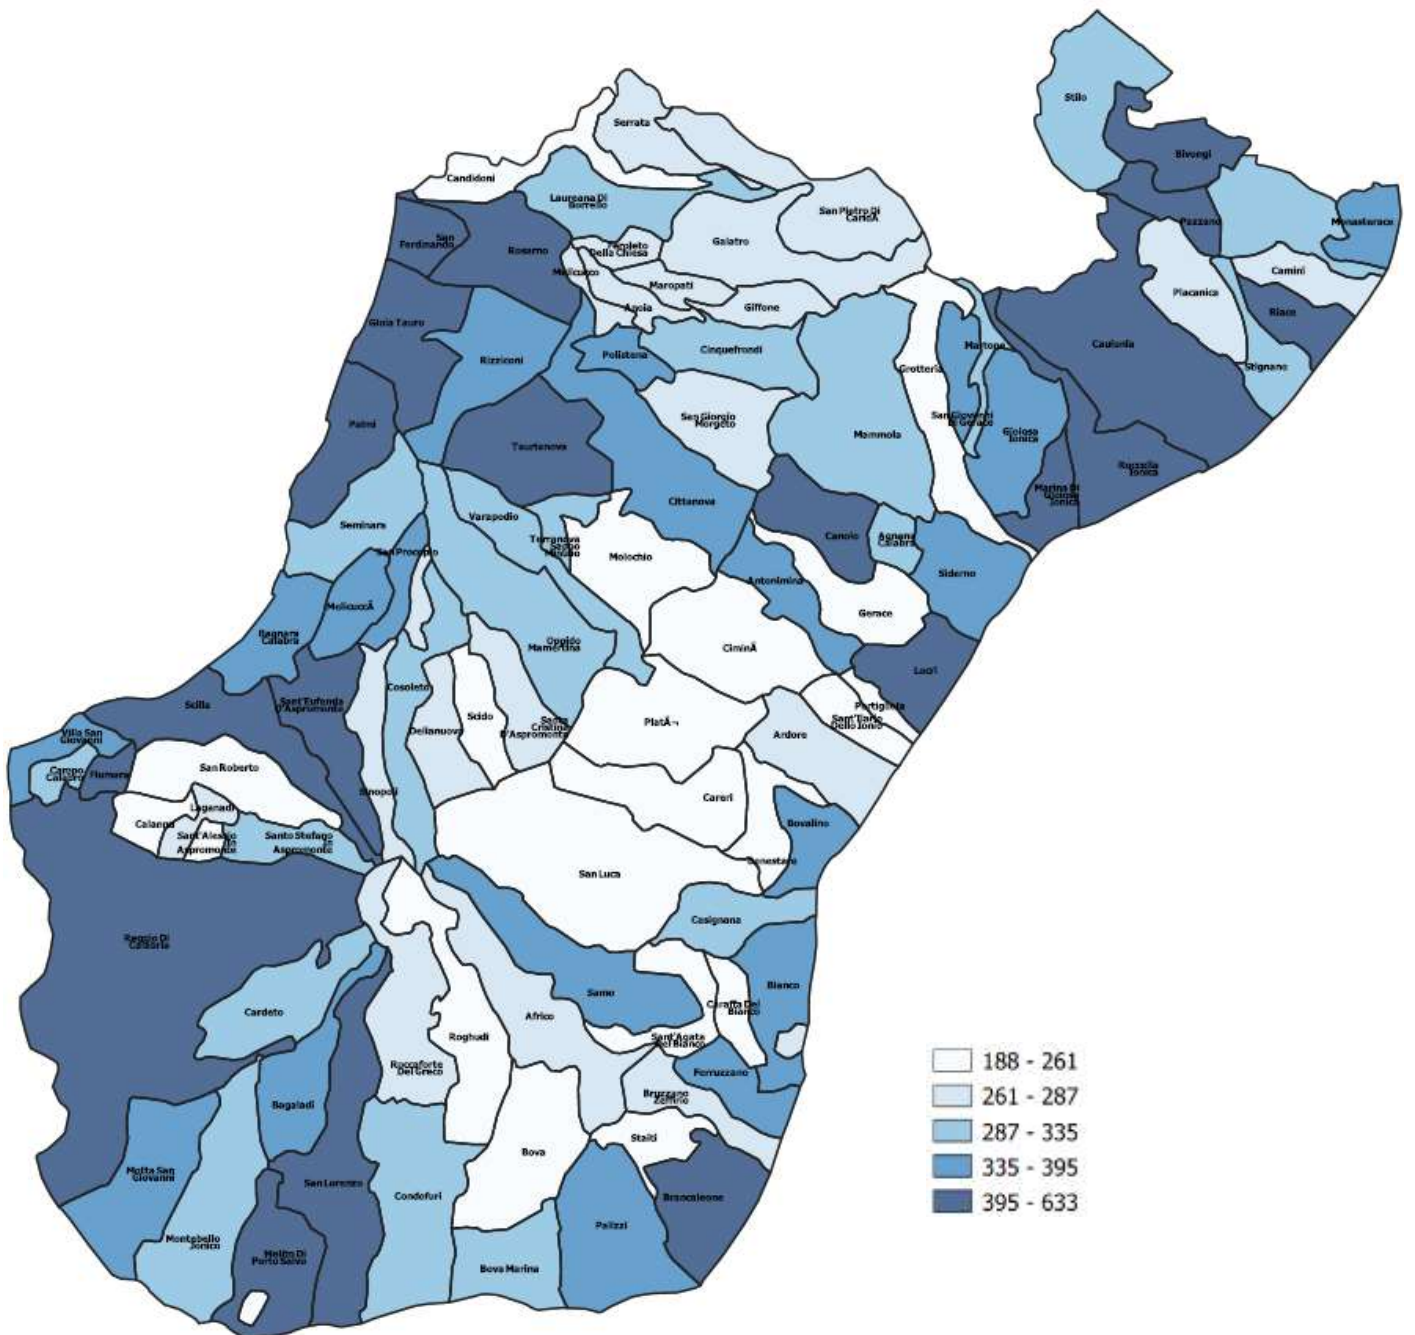 Stilo
Serrata
Bivongi
Candidoni
Laureana Di
Borrello
San Pietro Di
CaridÃ
Pazzano
Monasterace
San
Ferdinando
Rosarno
Feroleto
Della Chiesa
Galatro
Melicucco
Maropati
Camini
Placanica
Anoia
Giffone
Riace
Gioia Tauro
Rizziconi
Polistena
Cinquefrondi
Martone
Caulonia
Grotteria
Stignano
Palmi
San Giorgio
Morgeto
San Giovanni
Di Gerace
Gioiosa
Ionica
Taurianova
Mammola
Roccella
Ionica
Marina Di
Gioiosa
Ionica
Cittanova
Seminara
Varapodio
Terranova
Sappo
Minulio
Molochio
Canolo
Agnana
Calabra
San Procopio
Antonimina
Siderno
MelicuccÃ
Gerace
Bagnara
Calabra
Oppido
Mamertina
CiminÃ
Locri
Cosoleto
Scilla
Sant'Eufemia
D'Aspromonte
Scido
Delianuova
Santa
Cristina
D'Aspromonte
PlatÃ¬
Portigliola
Sant'Ilario
Dello Ionio
Ardore
Villa San
Giovanni
Campo
Calabro
Fiumara
San Roberto
Sinopoli
Careri
Laganadi
Calanna
Sant'Alessio
In
Aspromonte
Santo Stefano
In
Aspromonte
Bovalino
Benestare
San Luca
Casignana
Reggio Di
Calabria
Samo
Bianco
Cardeto
Africo
Caraffa Del
Bianco
Roghudi
Sant'Agata
Del Bianco
Roccaforte
Del Greco
Ferruzzano
Bagaladi
Bruzzano
Zeffirio
Staiti
Bova
Motta San
Giovanni
San Lorenzo
Condofuri
Brancaleone
Palizzi
Montebello
Jonico
Melito Di
Porto Salvo
Bova Marina
188 - 261
261 - 287
287 - 335
335 - 395
395 - 633